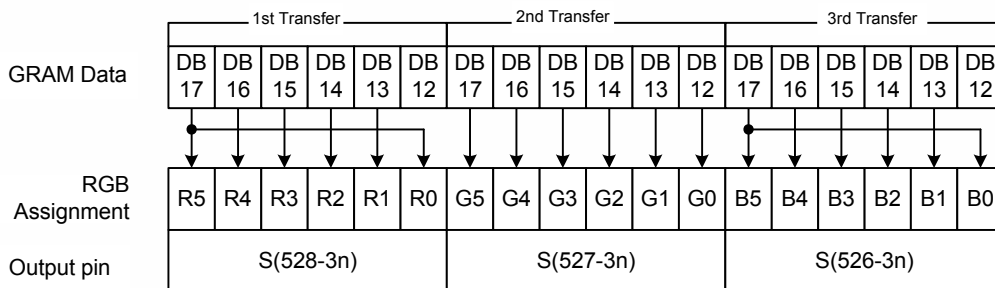 1st Transfer 2nd Transfer 3rd Transfer
GRAM Data DB 17 DB 16 DB 15 DB 14 DB 13 DB 12 DB 17 DB 16 DB 15 DB 14 DB 13 DB 12 DB 17 DB 16 DB 15 DB 14 DB 13 DB 12
RGB Assignment R5 R4 R3 R2 R1 R0 G5 G4 G3 G2 G1 G0 B5 B4 B3 B2 B1 B0
Output pin S(528-3n) S(527-3n) S(526-3n)